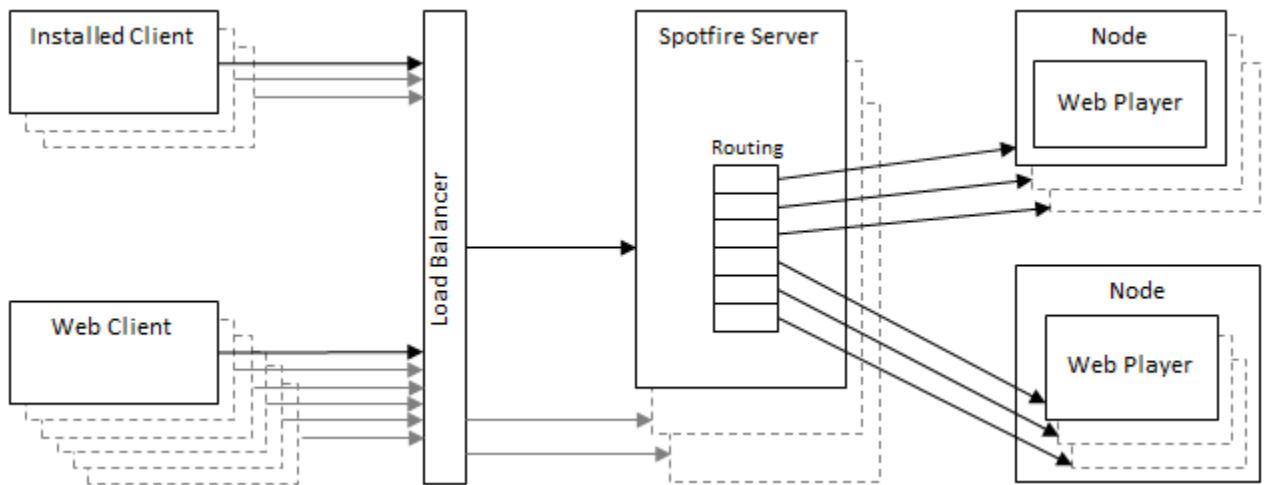 Installed Client
Spotfire Server
Node
Web Player
Routing
Load Balancer
Web Client
Node
Web Player